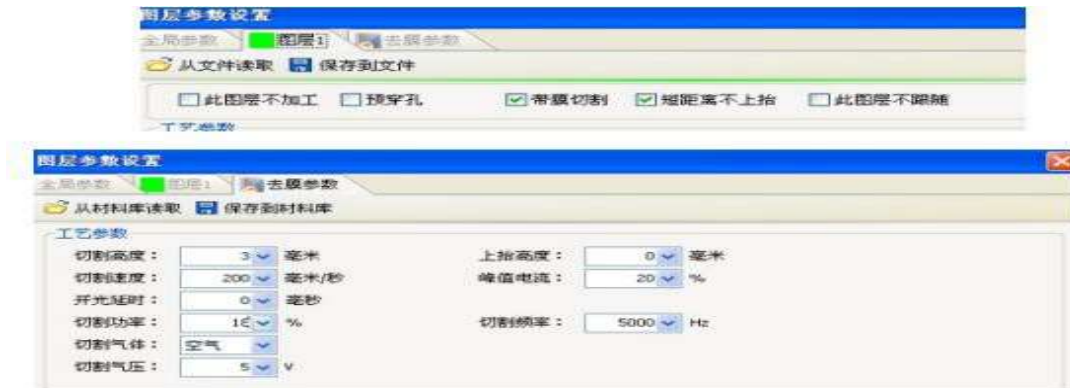 图层参数设置
全局参数 图层1 去膜参数
从文件读取 保存到文件
此图层不加工 预穿孔 带膜切割 短距离不上抬 此图层不跟随
工艺参数
图层参数设置
全局参数 图层1 去膜参数
从材料库读取 保存到材料库
工艺参数
切割高度： 3 毫米 上抬高度： 0 毫米
切割速度： 200 毫米/秒 峰值电流： 20 %
开光延时： 0 毫秒
切割功率： % 切割频率： 5000 Hz
切割气体： 空气
切割气压： 5 V